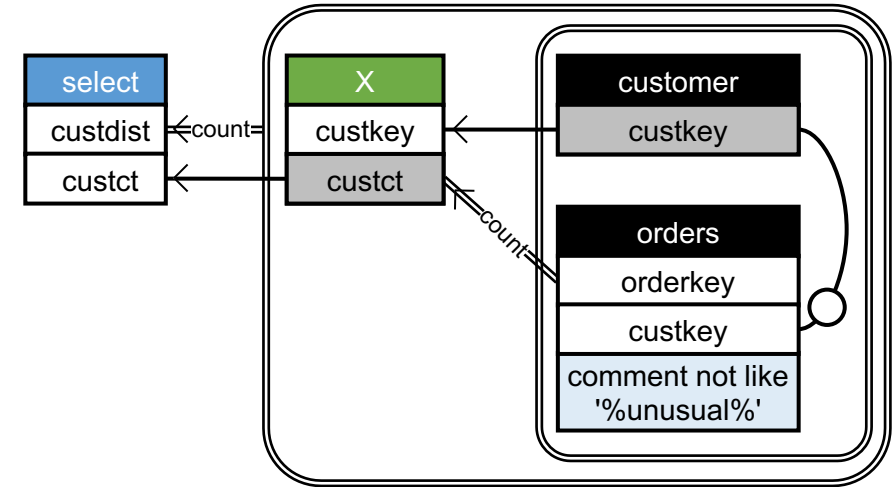 select
custdist
custct
count
X
custkey
custct
count
customer
custkey
orders
orderkey
custkey
comment not like
'%unusual%'